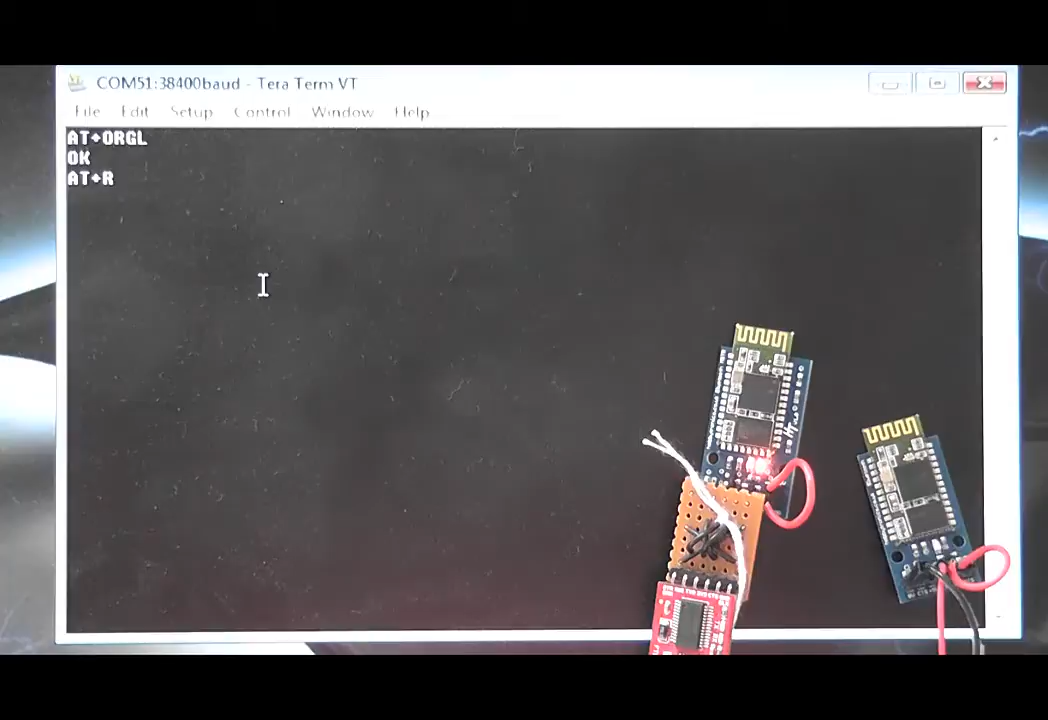 COM51:38400baud - Tera Term VT
File Edit Setup Control Window Help
AT+ORGL
OK
AT+R